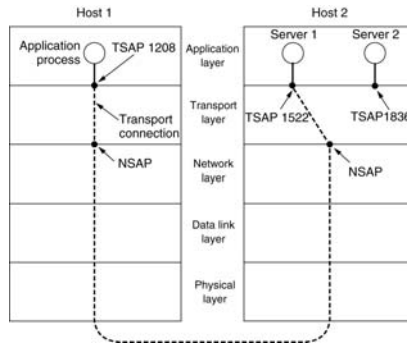 Host 1
Host 2
Application
process
TSAP 1208
Application
layer
Server 1
Server 2
Transport
connection
Transport
layer
TSAP 1522
TSAP1836
NSAP
Network
layer
NSAP
Data link
layer
Physical
layer